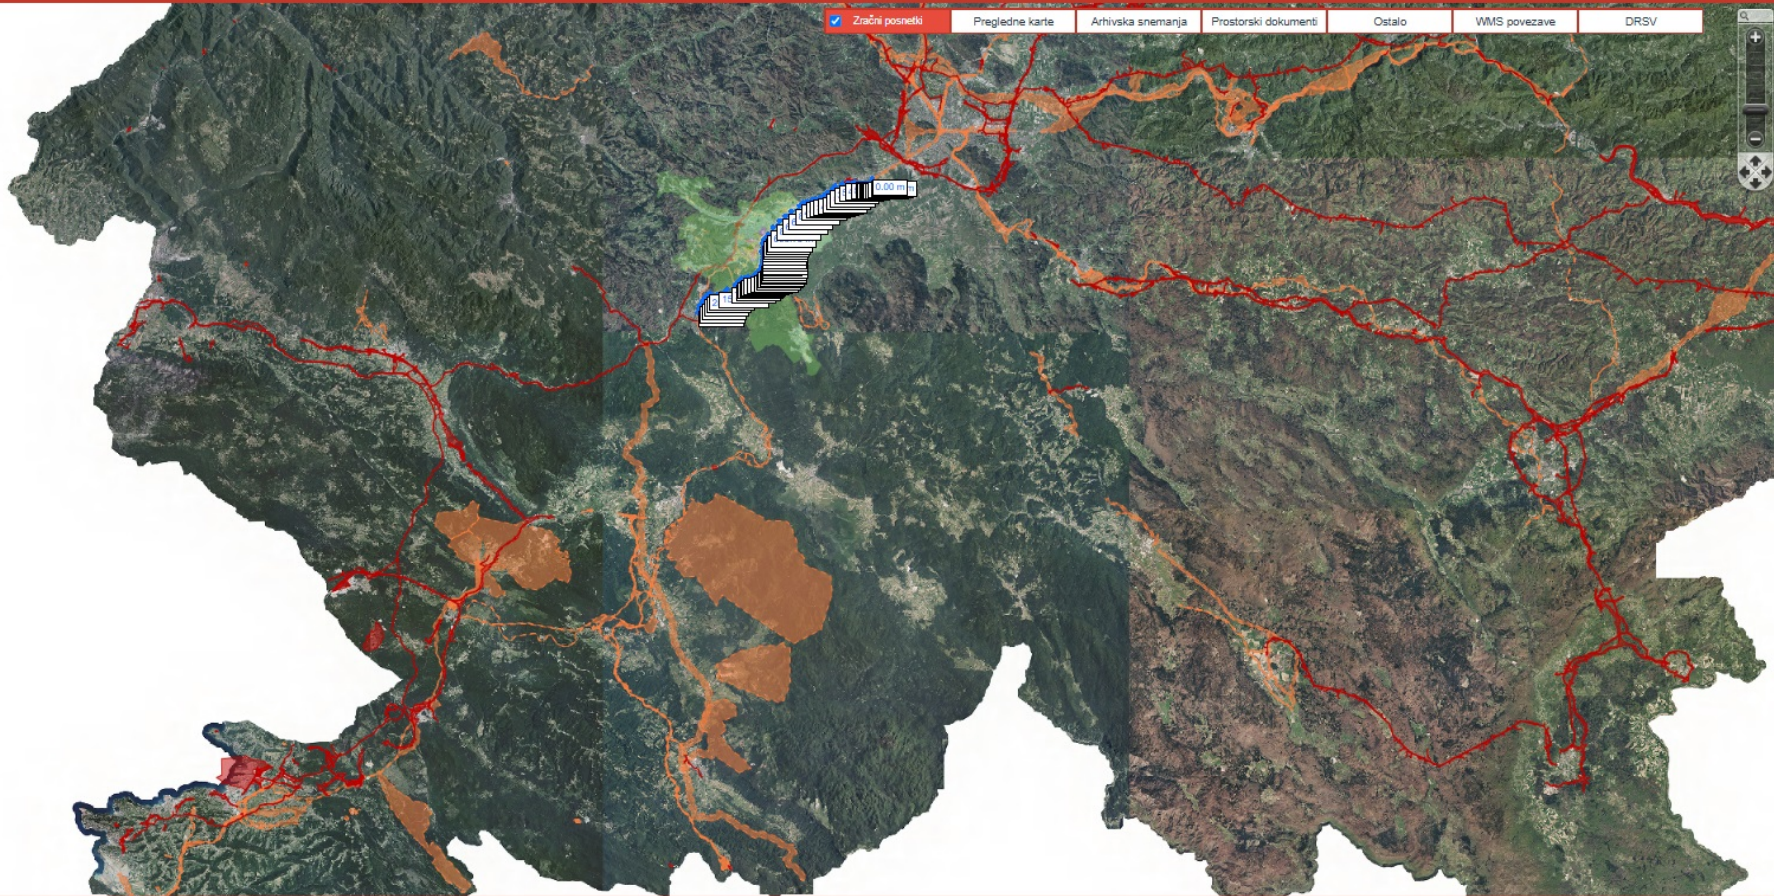 Zračni posnetki
Pregledne karte
Arhivska snemanja
Prostorski dokumenti
Ostalo
WMS povezave
DRSV
0.00 m